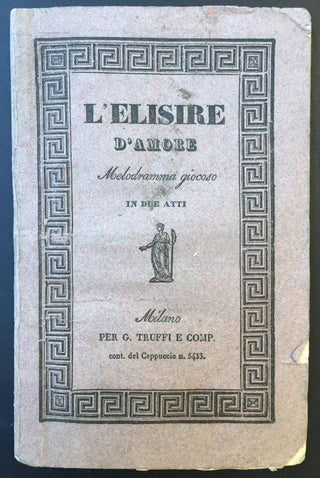 L'ELISIRE
D'AMORE
Melodramma giocoso
IN DUE ATTI
Milano
PER G. TRUFFI E COMP.
cont. del Cappuccio n. 5433.